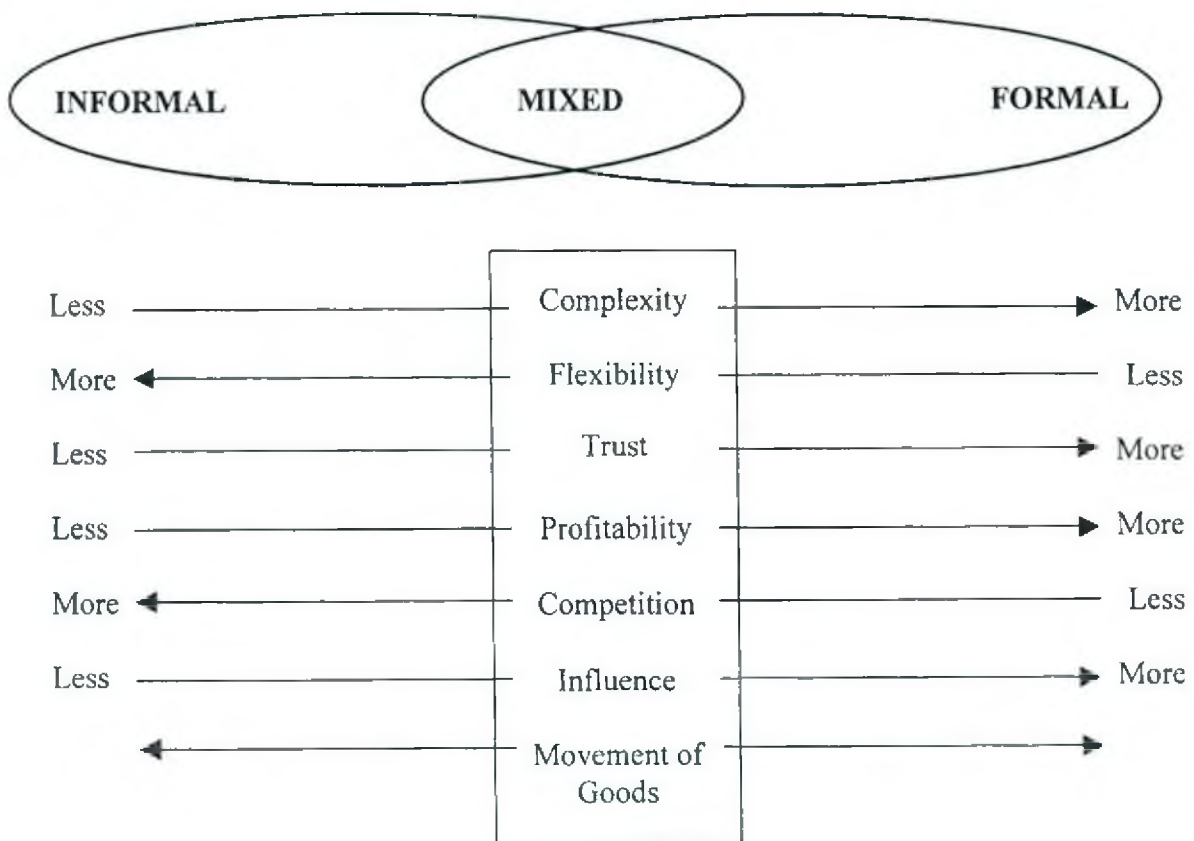 INFORMAL MIXED FORMAL
Less Complexity More
More Flexibility Less
Less Trust More
Less Profitability More
More Competition Less
Less Influence More
Movement of
Goods